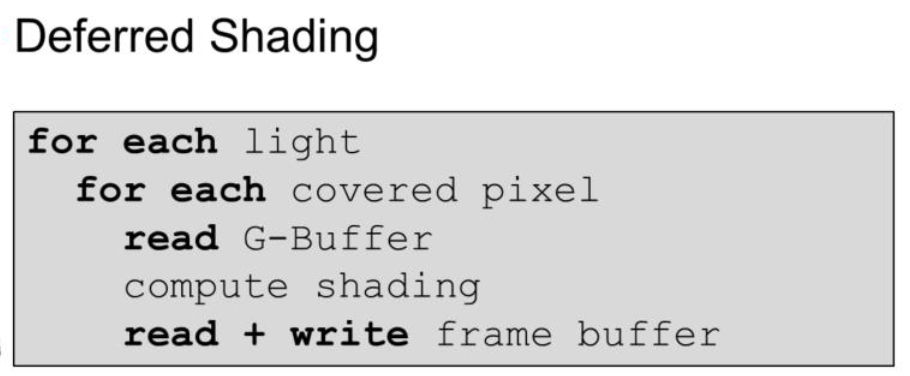 Deferred Shading
for each light
for each covered pixel
read G-Buffer
compute shading
read + write frame buffer